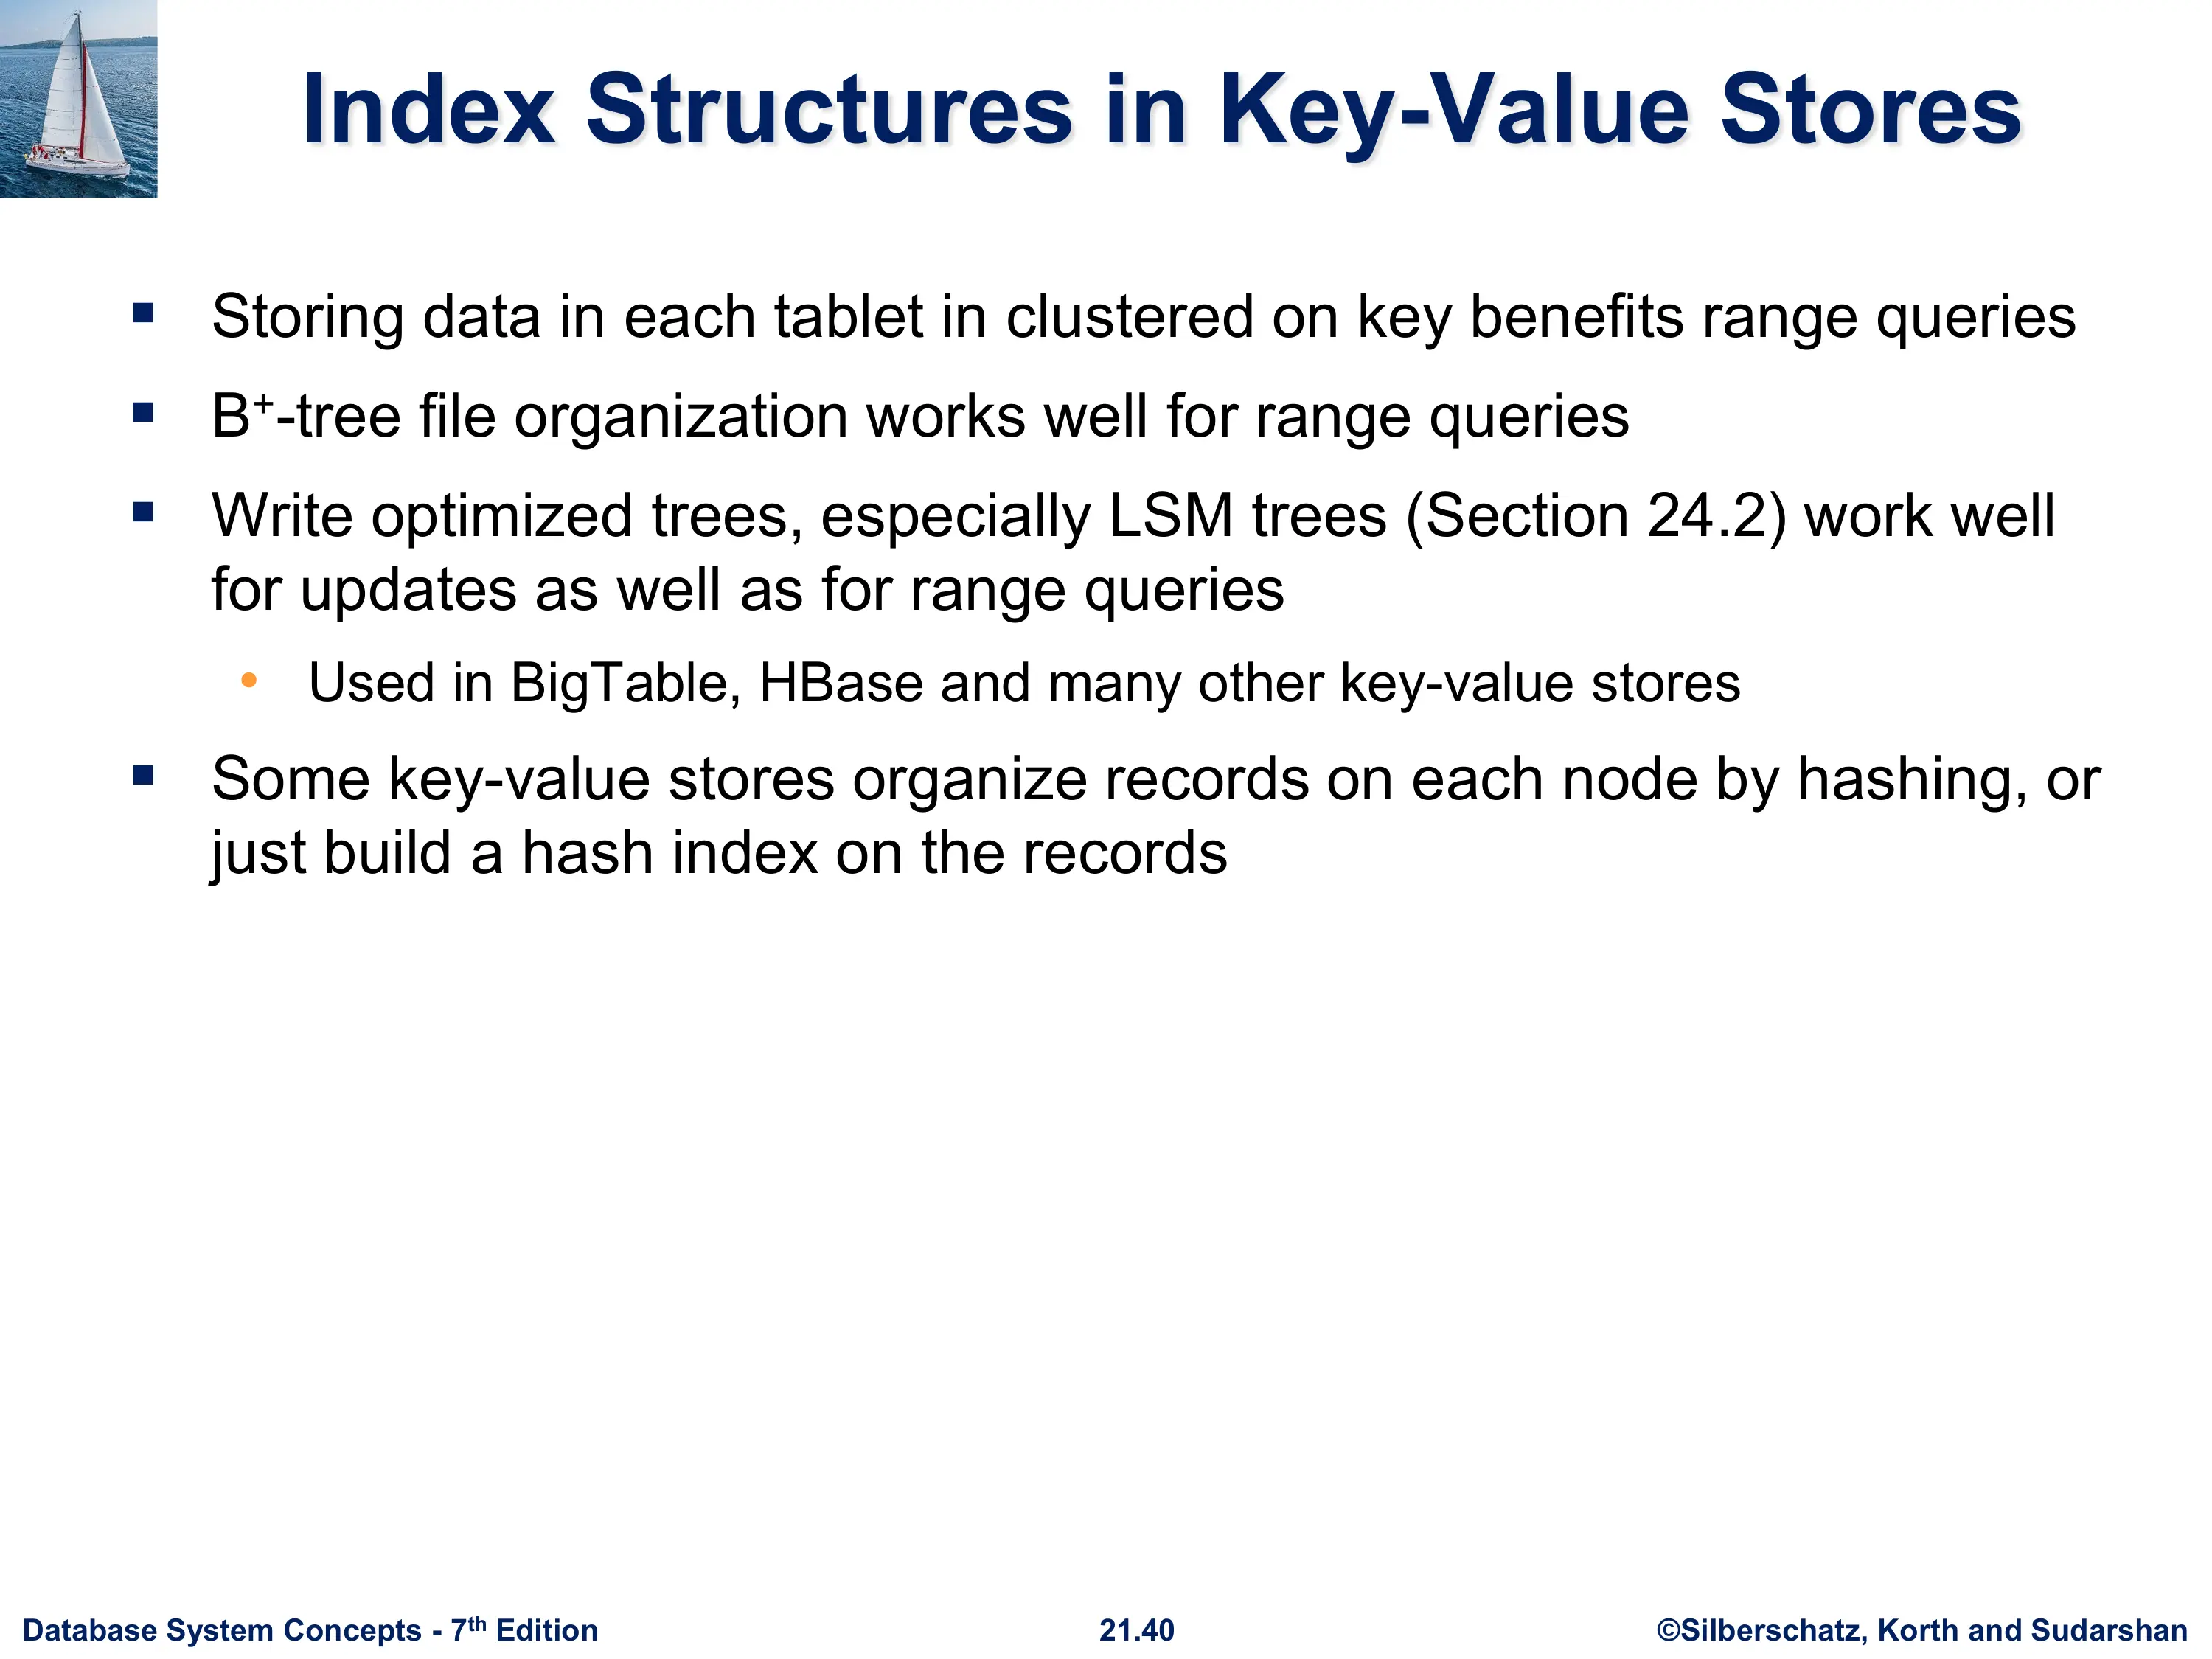 Index Structures in Key-Value Stores
Storing data in each tablet in clustered on key benefits range queries
B+-tree file organization works well for range queries
Write optimized trees, especially LSM trees (Section 24.2) work well
for updates as well as for range queries
Used in BigTable, HBase and many other key-value stores
Some key-value stores organize records on each node by hashing, or
just build a hash index on the records
Database System Concepts - 7th Edition
21.40
©Silberschatz, Korth and Sudarshan